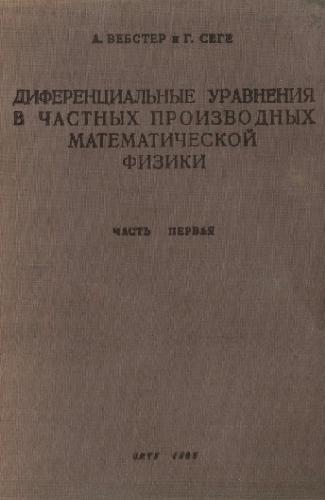 А. ВЕБСТЕР и Г. СЕГЕ
ДИФЕРЕНЦИАЛЬНЫЕ УРАВНЕНИЯ
В ЧАСТНЫХ ПРОИЗВОДНЫХ
МАТЕМАТИЧЕСКОЙ
ФИЗИКИ
ЧАСТЬ ПЕРВАЯ